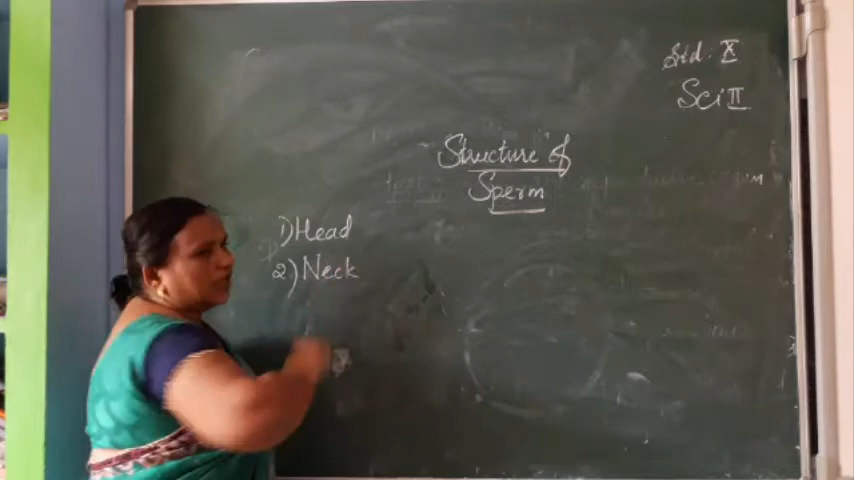 Std: X
Sci II
Structure of
Sperm
1) Head
2) Neck